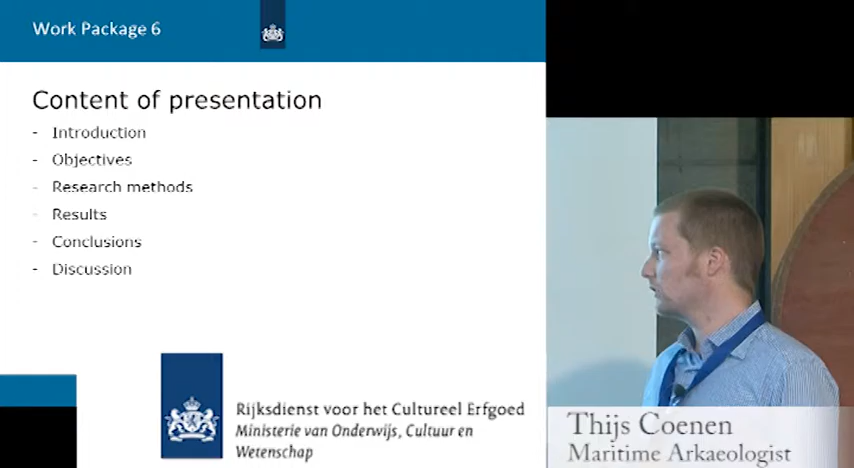 Work Package 6
Content of presentation
- Introduction
- Objectives
- Research methods
- Results
- Conclusions
- Discussion
Rijksdienst voor het Cultureel Erfgoed
Ministerie van Onderwijs, Cultuur en
Wetenschap
Thijs Coenen
Maritime Arkaeologist